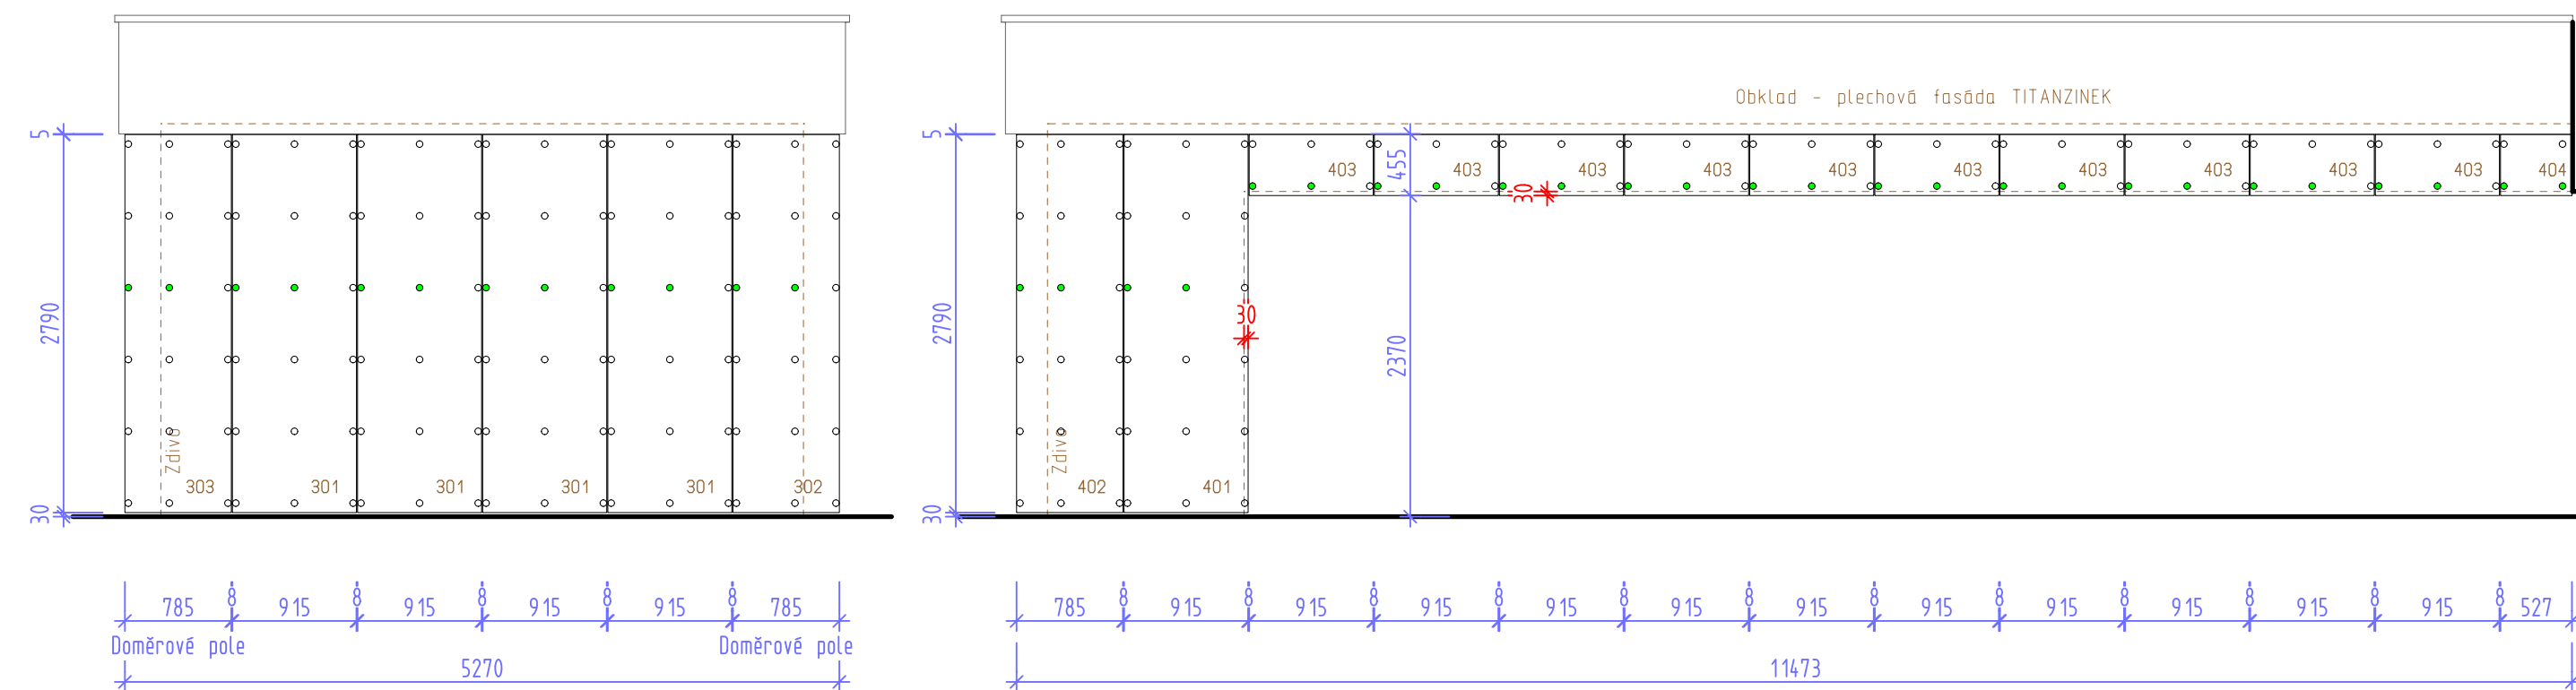 Obklad - plechová fasáda TITANZINEK
5
5
455
403 403 403 403 403 403 403 403 403 403 404
30
2790
2790
30
2370
Zdivo
Zdivo
303 301 301 301 301 302
402 401
30
30
785 8 915 8 915 8 915 8 915 8 785
785 8 915 8 915 8 915 8 915 8 915 8 915 8 915 8 915 8 915 8 915 8 915 8 527
Doměrové pole
Doměrové pole
5270
11473